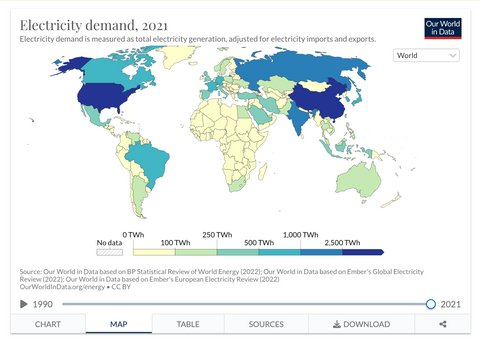 Electricity demand, 2021
Electricity demand is measured as total electricity generation, adjusted for electricity imports and exports.
Our World
in Data
World
No data
0 TWh
100 TWh
250 TWh
500 TWh
1,000 TWh
2,500 TWh
Source: Our World in Data based on BP Statistical Review of World Energy (2022); Our World in Data based on Ember's Global Electricity
Review (2022); Our World in Data based on Ember's European Electricity Review (2022)
OurWorldInData.org/energy • CC BY
1990
2021
CHART
MAP
TABLE
SOURCES
DOWNLOAD